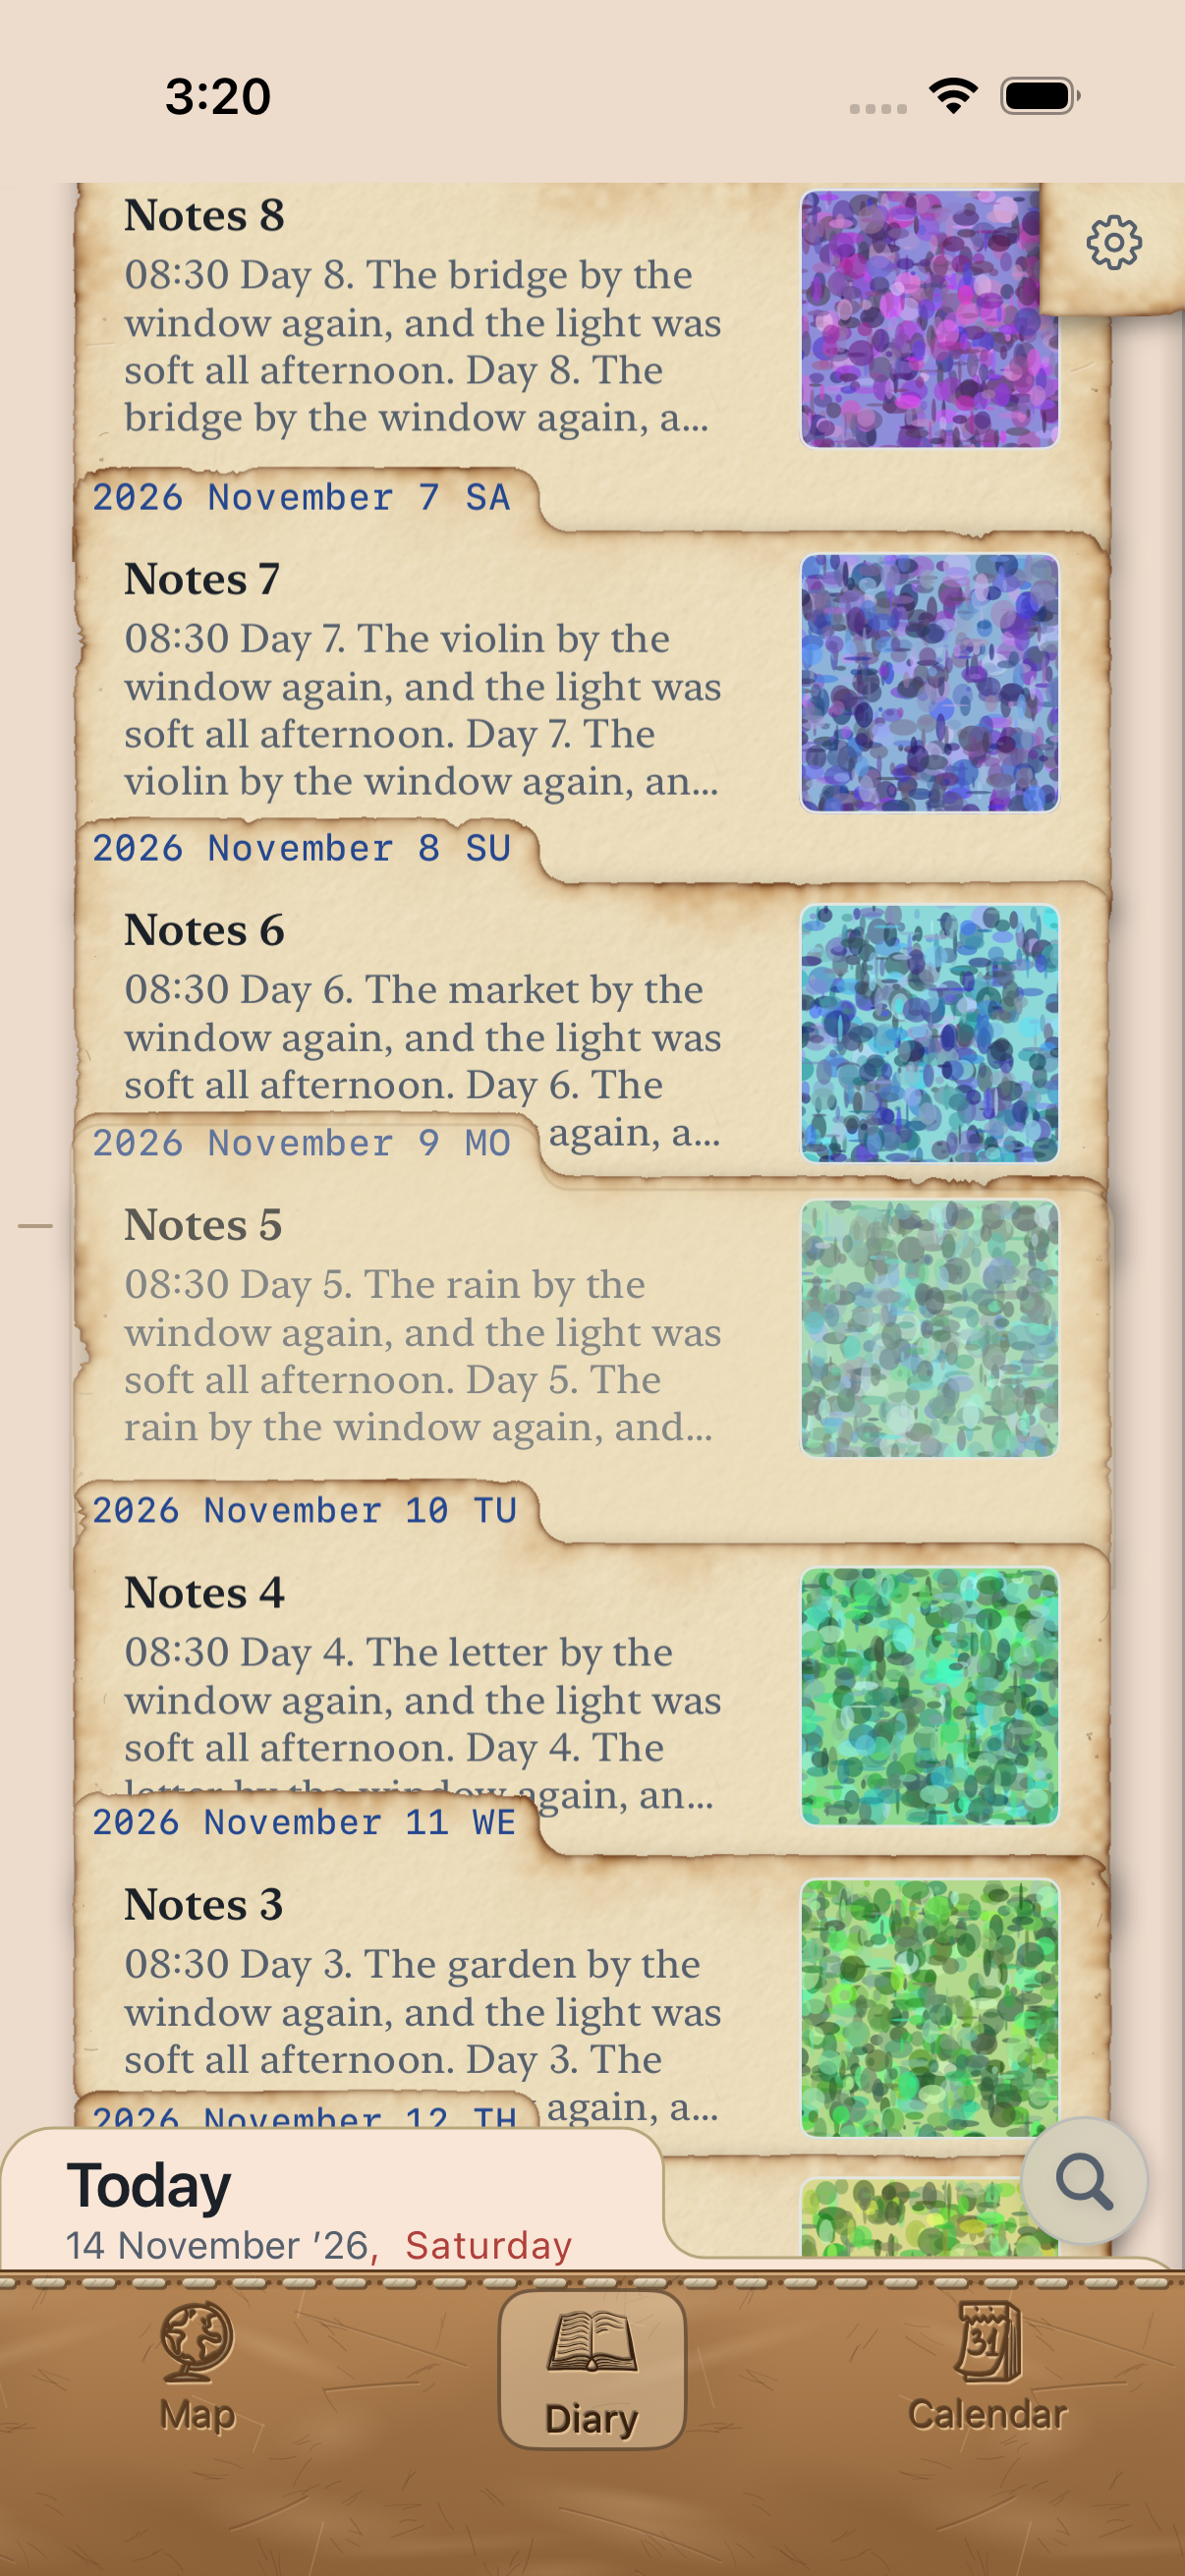 3:20
Notes 8
08:30 Day 8. The bridge by the
window again, and the light was
soft all afternoon. Day 8. The
bridge by the window again, a...
2026 November 7 SA
Notes 7
08:30 Day 7. The violin by the
window again, and the light was
soft all afternoon. Day 7. The
violin by the window again, an...
2026 November 8 SU
Notes 6
08:30 Day 6. The market by the
window again, and the light was
soft all afternoon. Day 6. The
again, a...
2026 November 9 MO
Notes 5
08:30 Day 5. The rain by the
window again, and the light was
soft all afternoon. Day 5. The
rain by the window again, and...
2026 November 10 TU
Notes 4
08:30 Day 4. The letter by the
window again, and the light was
soft all afternoon. Day 4. The
letter by the window again, an...
2026 November 11 WE
Notes 3
08:30 Day 3. The garden by the
window again, and the light was
soft all afternoon. Day 3. The
again, a...
2026 November 12 TH
Today
14 November ’26, Saturday
Map
Diary
31
Calendar